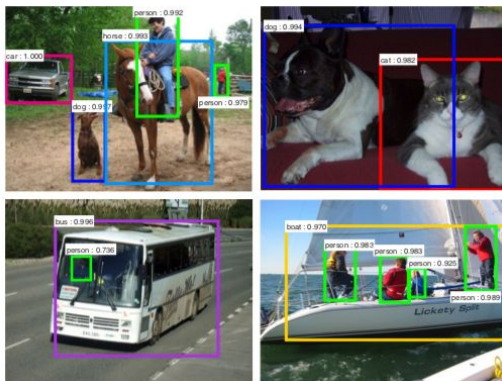 person : 0.992
horse : 0.993
car : 1.000
dog : 0.997
person : 0.979
dog : 0.994
cat : 0.982
bus : 0.996
person : 0.736
boat : 0.970
person : 0.983
person : 0.983
person : 0.925
person : 0.989
Lickety Split